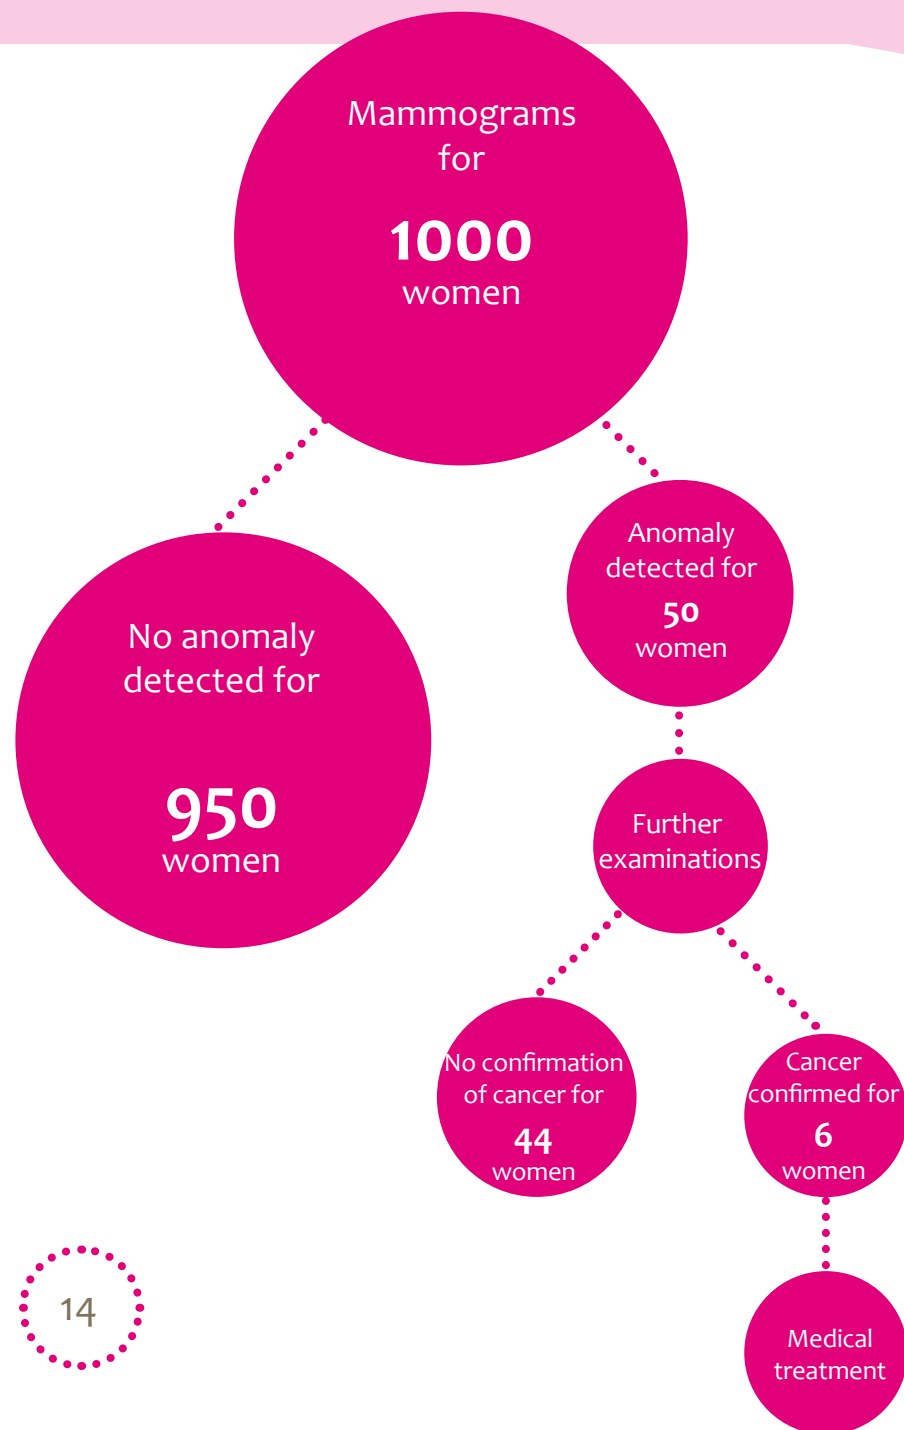 Mammograms
for
1000
women
Anomaly
detected for
50
women
No anomaly
detected for
950
women
Further
examinations
No confirmation
of cancer for
44
women
Cancer
confirmed for
6
women
Medical
treatment
14